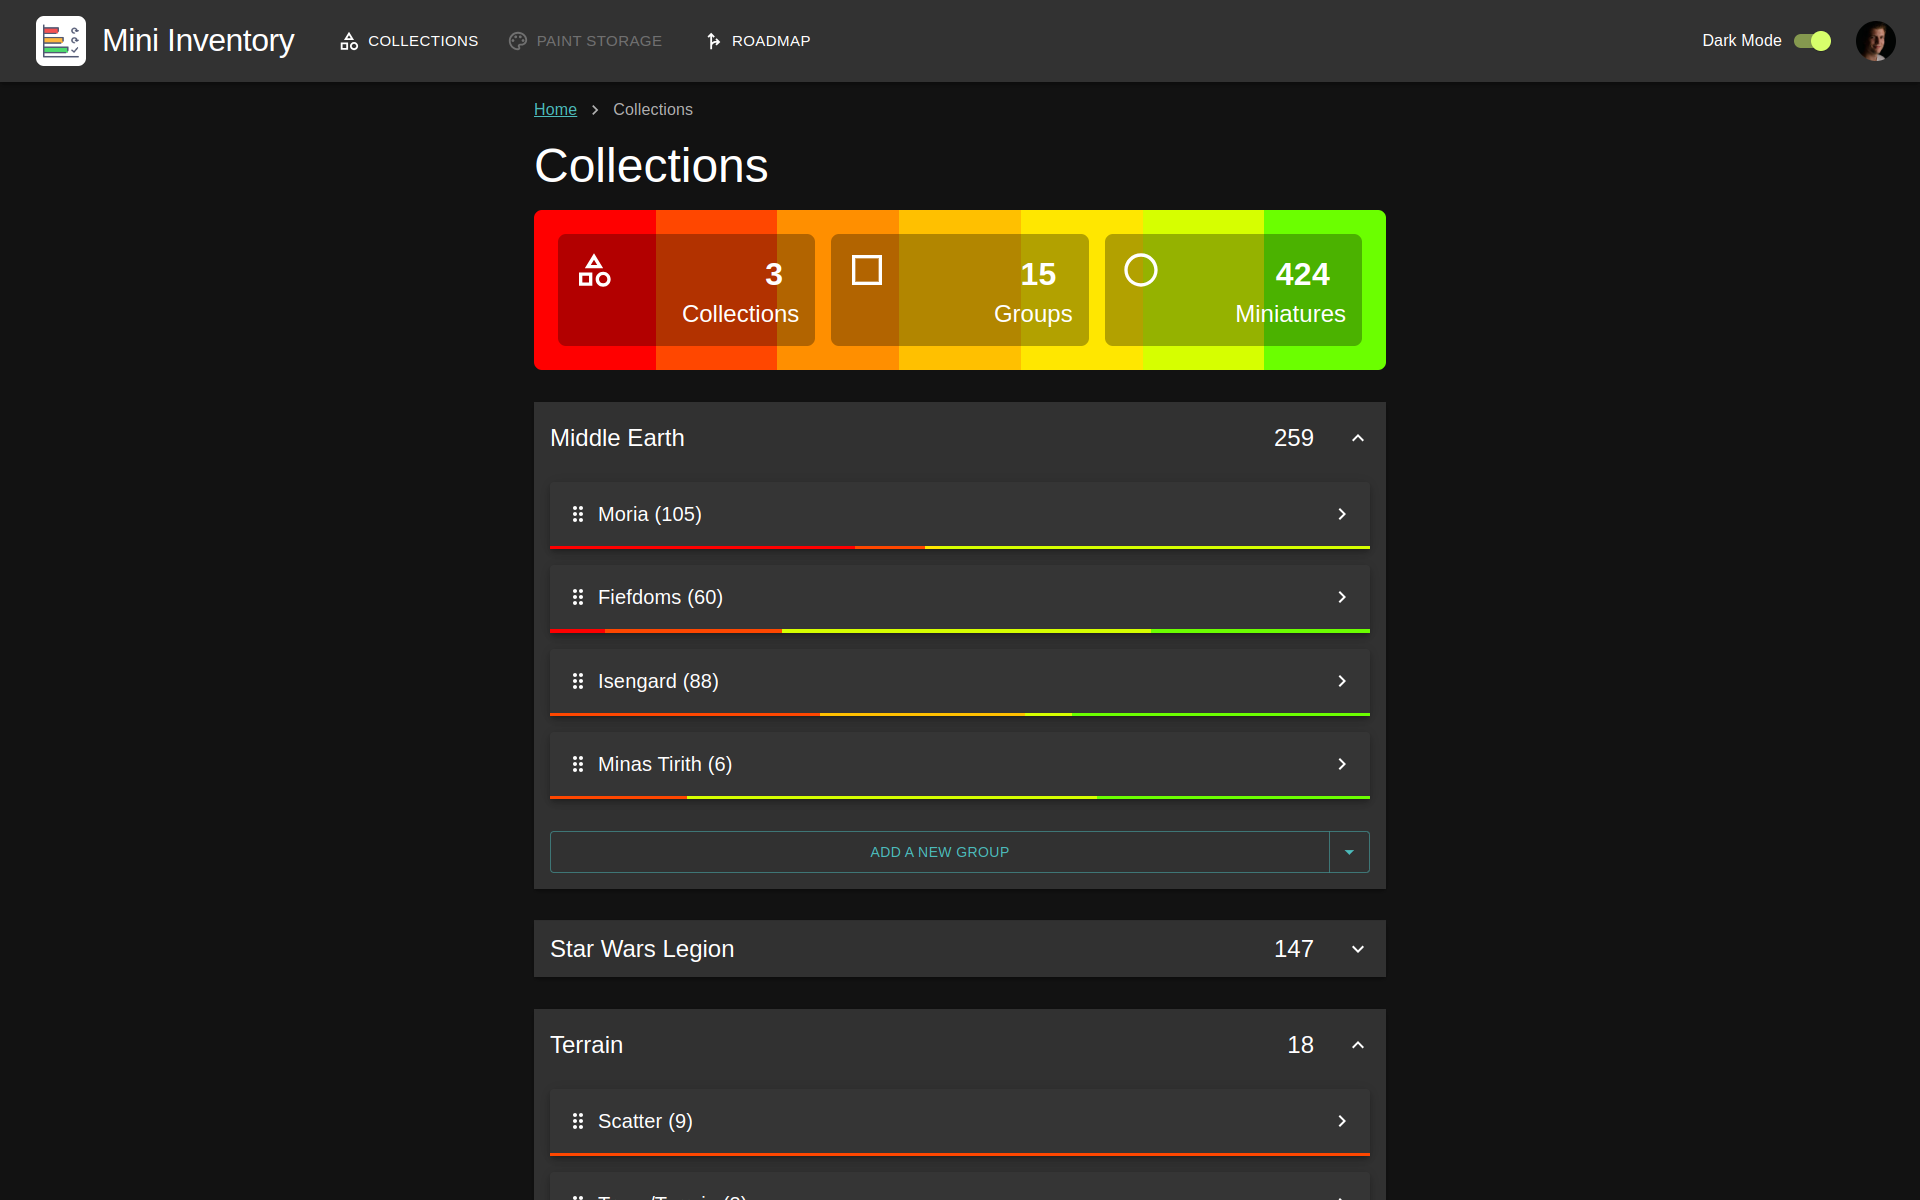 Mini Inventory
COLLECTIONS
PAINT STORAGE
ROADMAP
Dark Mode
Home
Collections
Collections
3
Collections
15
Groups
424
Miniatures
Middle Earth
259
Moria (105)
Fiefdoms (60)
Isengard (88)
Minas Tirith (6)
ADD A NEW GROUP
Star Wars Legion
147
Terrain
18
Scatter (9)